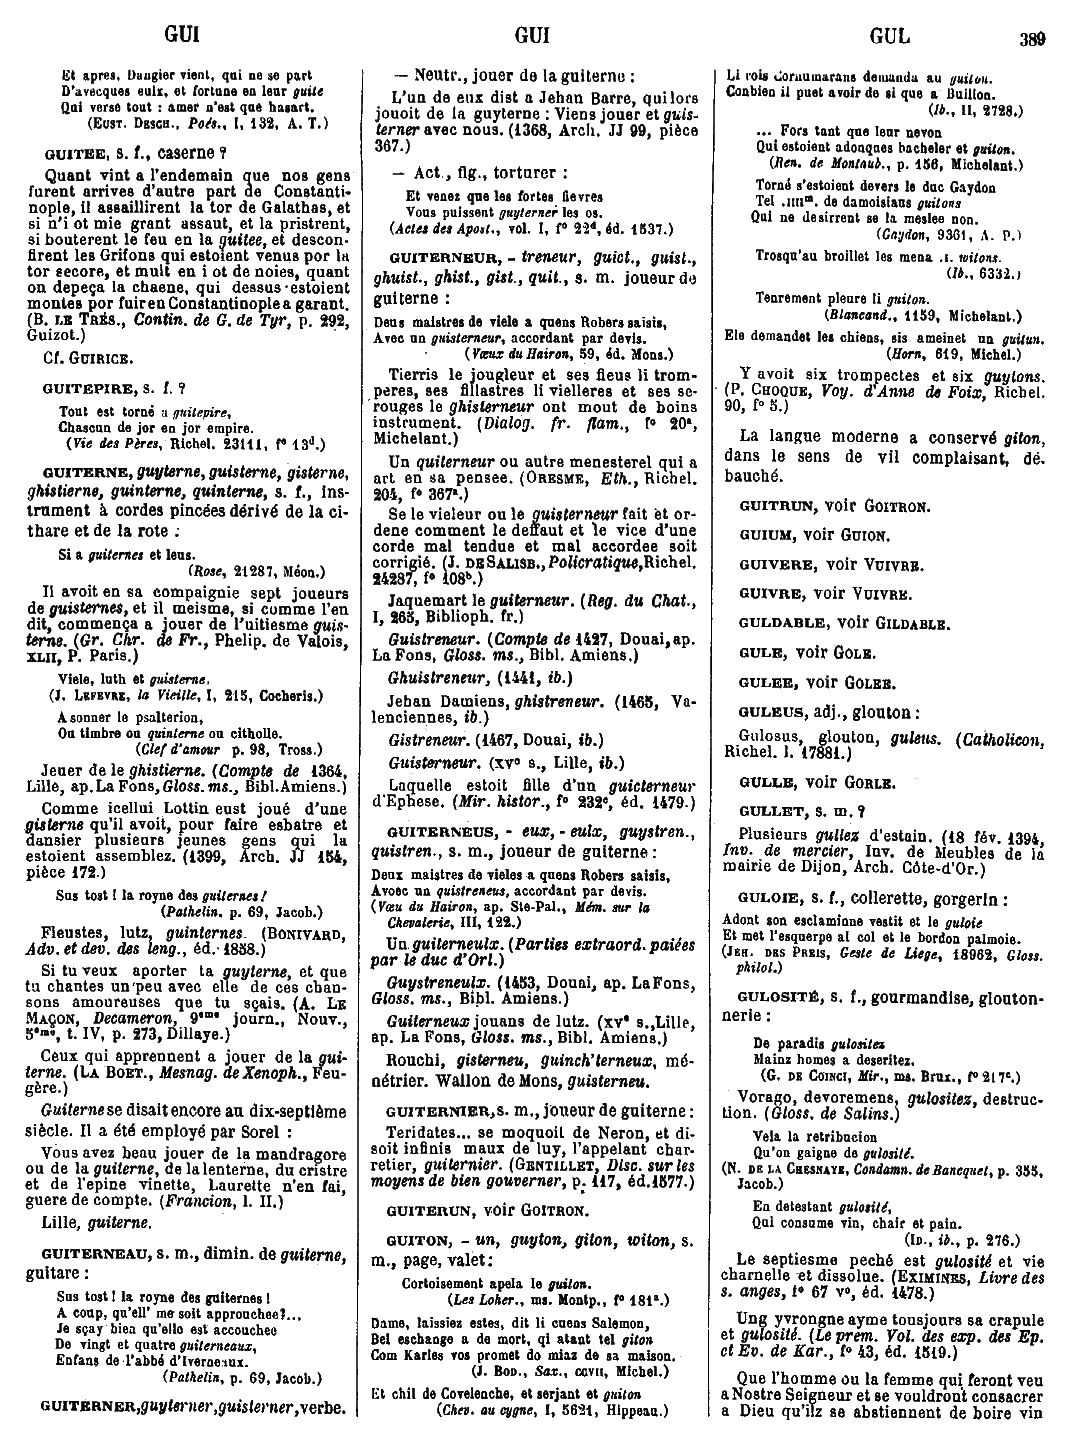 GUI
GUI
GUL
389
Et apres, Dangier vient, qui ne se part
D'avecques eulx, et fortune en leur guite
Qui verse tout : amer n'est que hasart.
(EUST. DESCH., Poés., I, 132, A. T.)
GUITEE, s. f., caserne ?
Quant vint a l'endemain que nos gens
furent arrives d'autre part de Constanti-
nople, il assaillirent la tor de Galathas, et
si n'i ot mie grant assaut, et la pristrent,
si bouterent le feu en la guitee, et descon-
firent les Grifons qui estoient venus por la
tor secore, et mult en i ot de noies, quant
on depeça la chaene, qui dessus estoient
montes por fuir en Constantinople a garant.
(B. LE TRÉS., Contin. de G. de Tyr, p. 292,
Guizot.)
Cf. GUIRICE.
GUITEPIRE, s. f. ?
Tout est torné a guitepire,
Chascun de jor en jor empire.
(Vie des Pères, Richel. 23111, f° 13d.)
GUITERNE, guyterne, guisterne, gisterne,
ghistierne, guinterne, quinterne, s. f., ins-
trument à cordes pincées dérivé de la ci-
thare et de la rote :
Si a guiternes et leus.
(Rose, 21287, Méon.)
Il avoit en sa compaignie sept joueurs
de guisternes, et il meisme, si comme l'en
dit, commença a jouer de l'uitiesme guis-
terne. (Gr. Chr. de Fr., Phelip. de Valois,
XLII, P. Paris.)
Viele, luth et guisterne.
(J. LEFEVRE, la Vieille, I, 215, Cocheris.)
A sonner le psalterion,
Ou timbre ou quinterne ou citholle.
(Clef d'amour p. 98, Tross.)
Jeuer de le ghistierne. (Compte de 1364,
Lille, ap. La Fons, Gloss. ms., Bibl. Amiens.)
Comme icellui Lottin eust joué d'une
gisterne qu'il avoit, pour faire esbatre et
dansier plusieurs jeunes gens qui la
estoient assemblez. (1399, Arch. JJ 154,
pièce 172.)
Sus tost ! la royne des guiternes !
(Pathelin, p. 69, Jacob.)
Fleustes, lutz, guinternes. (BONIVARD,
Adv. et dev. des leng., éd. 1858.)
Si tu veux aporter ta guyterne, et que
tu chantes un peu avec elle de ces chan-
sons amoureuses que tu sçais. (A. LE
MAÇON, Decameron, 9eme journ., Nouv.,
5eme, t. IV, p. 273, Dillaye.)
Ceux qui apprennent a jouer de la gui-
terne. (LA BOET., Mesnag. de Xenoph., Feu-
gère.)
Guiterne se disait encore au dix-septième
siècle. Il a été employé par Sorel :
Vous avez beau jouer de la mandragore
ou de la guiterne, de la lenterne, du cristre
et de l'epine vinette, Laurette n'en fai,
guere de compte. (Francion, l. II.)
Lille, guiterne.
GUITERNEAU, s. m., dimin. de guiterne,
guitare :
Sus tost ! la royne des guiternes !
A coup, qu'ell' me soit approuchee ?...
Je sçay bien qu'elle est accouchee
De vingt et quatre guiterneaux,
Enfans de l'abbé d'Iverneaux.
(Pathelin, p. 69, Jacob.)
GUITERNER, guyterner, guisterner, verbe.
— Neutr., jouer de la guiterne :
L'un de eux dist a Jehan Barre, qui lors
jouoit de la guyterne : Viens jouer et guis-
terner avec nous. (1368, Arch. JJ 99, pièce
367.)
— Act., fig., torturer :
Et venez que les fortes fievres
Vous puissent guyterner les os.
(Actes des Apost., vol. I, f° 22d, éd. 1537.)
GUITERNEUR, - treneur, guict., guist.,
ghuist., ghist., gist., quit., s. m. joueur de
guiterne :
Deus maistres de viele a quens Robers saisis,
Avec un guisterneur, accordant par devis.
(Vœux du Hairon, 59, éd. Mons.)
Tierris le jougleur et ses fieus li trom-
peres, ses fillastres li vielleres et ses se-
rouges le ghisterneur ont mout de boins
instrument. (Dialog. fr. flam., f° 20a,
Michelant.)
Un quiterneur ou autre menesterel qui a
art en sa pensee. (ORESME, Eth., Richel.
204, f° 367a.)
Se le vieleur ou le guisterneur fait et or-
dene comment le deffaut et le vice d'une
corde mal tendue et mal accordee soit
corrigié. (J. DE SALISB., Policratique, Richel.
24287, f° 108b.)
Jaquemart le guiterneur. (Reg. du Chat.,
I, 265, Biblioph. fr.)
Guistreneur. (Compte de 1427, Douai, ap.
La Fons, Gloss. ms., Bibl. Amiens.)
Ghuistreneur, (1441, ib.)
Jehan Damiens, ghistreneur. (1465, Va-
lenciennes, ib.)
Gistreneur. (1467, Douai, ib.)
Guisterneur. (XVe s., Lille, ib.)
Laquelle estoit fille d'un guicterneur
d'Ephese. (Mir. histor., f° 232c, éd. 1479.)
GUITERNEUS, - eux, - eulx, guystren.,
quistren., s. m., joueur de guiterne :
Deux maistres de vieles a quens Robers saisis,
Avoec un quistreneus, accordant par devis.
(Vœu du Hairon, ap. Ste-Pal., Mém. sur la
Chevalerie, III, 122.)
Un guiterneulx. (Parties extraord. paiées
par le duc d'Orl.)
Guystreneulx. (1453, Douai, ap. La Fons,
Gloss. ms., Bibl. Amiens.)
Guiterneux jouans de lutz. (XVe s., Lille,
ap. La Fons, Gloss. ms., Bibl. Amiens.)
Rouchi, gisterneu, guinch'terneux, mé-
nétrier. Wallon de Mons, guisterneu.
GUITERNIER, s. m., joueur de guiterne :
Teridates... se moquoit de Neron, et di-
soit infinis maux de luy, l'appelant char-
retier, guiternier. (GENTILLET, Disc. sur les
moyens de bien gouverner, p. 117, éd. 1577.)
GUITERUN, voir GOITRON.
GUITON, - un, guyton, giton, witon, s.
m., page, valet :
Cortoisement apela le guiton.
(Les Loher., ms. Montp., f° 181a.)
Dame, laissiez estes, dit li cuens Salemon,
Bel eschange a de mort, qi atant tel giton
Com Karles vos promet do miaz de sa maison.
(J. BOD., Sax., CCVII, Michel.)
Et chil de Covelenche, et serjant et guiton
(Chev. au cygne, I, 5621, Hippeau.)
Li rois Cornumarans demanda au guiton.
Conbien il puet avoir de si que a Buillon.
(Ib., II, 2728.)
... Fors tant que leur nevon
Qui estoient adonques bacheler et guiton.
(Ren. de Montaub., p. 156, Michelant.)
Torné s'estoient devers le duc Gaydon
Tel .IIIIm. de damoisians guitons
Qui ne desirrent se la meslee non.
(Gaydon, 9361, A. P.)
Trosqu'au broillet les mena .I. witons.
(Ib., 6332.)
Tenrement pleure li guiton.
(Blancand., 1159, Michelant.)
Ele demandet les chiens, sis ameinet un guitun.
(Horn, 619, Michel.)
Y avoit six trompectes et six guytons.
(P. CHOQUE, Voy. d'Anne de Foix, Richel.
90, f° 5.)
La langue moderne a conservé giton,
dans le sens de vil complaisant, dé-
bauché.
GUITRUN, voir GOITRON.
GUIUM, voir GUION.
GUIVERE, voir VUIVRE.
GUIVRE, voir VUIVRE.
GULDABLE, voir GILDABLE.
GULE, voir GOLE.
GULEE, voir GOLEE.
GULEUS, adj., glouton :
Gulosus, glouton, guleus. (Catholicon,
Richel. l. 17881.)
GULLE, voir GORLE.
GULLET, s. m. ?
Plusieurs gullez d'estain. (18 fév. 1394,
Inv. de mercier, Inv. de Meubles de la
mairie de Dijon, Arch. Côte-d'Or.)
GULOIE, s. f., collerette, gorgerin :
Adont son esclamine vestit et le guloie
Et met l'esquerpe al col et le bordon palmoie.
(JEH. DES PREIS, Geste de Liege, 18962, Gloss.
philol.)
GULOSITÉ, s. f., gourmandise, glouton-
nerie :
De paradis gulositez
Mainz homes a deseritez.
(G. DE COINCI, Mir., ms. Brux., f° 217c.)
Vorago, devoremens, gulositez, destruc-
tion. (Gloss. de Salins.)
Vela la retribucion
Qu'on gaigne de gulosité.
(N. DE LA CHESNAYE, Condamn. de Bancquet, p. 355,
Jacob.)
En detestant gulosité,
Qui consume vin, chair et pain.
(ID., ib., p. 276.)
Le septiesme peché est gulosité et vie
charnelle et dissolue. (EXIMINES, Livre des
s. anges, f° 67 v°, éd. 1478.)
Ung yvrongne ayme tousjours sa crapule
et gulosité. (Le prem. Vol. des exp. des Ep.
et Ev. de Kar., f° 43, éd. 1519.)
Que l'homme ou la femme qui feront veu
a Nostre Seigneur et se vouldront consacrer
a Dieu qu'ilz se abstiennent de boire vin